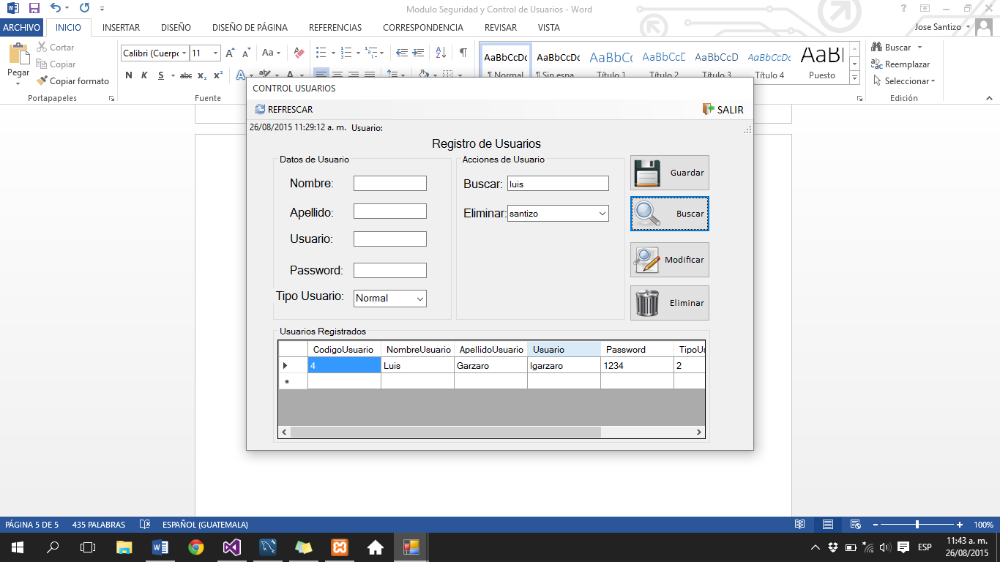 Modulo Seguridad y Control de Usuarios - Word
ARCHIVO INICIO INSERTAR DISEÑO DISEÑO DE PÁGINA REFERENCIAS CORRESPONDENCIA REVISAR VISTA Jose Santizo
Pegar
Cortar
Copiar
Copiar formato
Portapapeles
Calibri (Cuerpo 11
N K S abc x₂ x²
Fuente
AaBbCcDc AaBbCcDc AaBbCc AaBbCcD AaBbCcD AaBbCcDc AaBl
¶ Normal ¶ Sin espa... Título 1 Título 2 Título 3 Título 4 Puesto
Buscar
Reemplazar
Seleccionar
Edición
CONTROL USUARIOS
REFRESCAR SALIR
26/08/2015 11:29:12 a. m. Usuario:
Registro de Usuarios
Datos de Usuario
Nombre:
Apellido:
Usuario:
Password:
Tipo Usuario: Normal
Acciones de Usuario
Buscar: luis
Eliminar: santizo
Guardar
Buscar
Modificar
Eliminar
Usuarios Registrados
CodigoUsuario NombreUsuario ApellidoUsuario Usuario Password TipoUs
4 Luis Garzaro lgarzaro 1234 2
PÁGINA 5 DE 5 435 PALABRAS ESPAÑOL (GUATEMALA) 100%
ESP
11:43 a. m.
26/08/2015